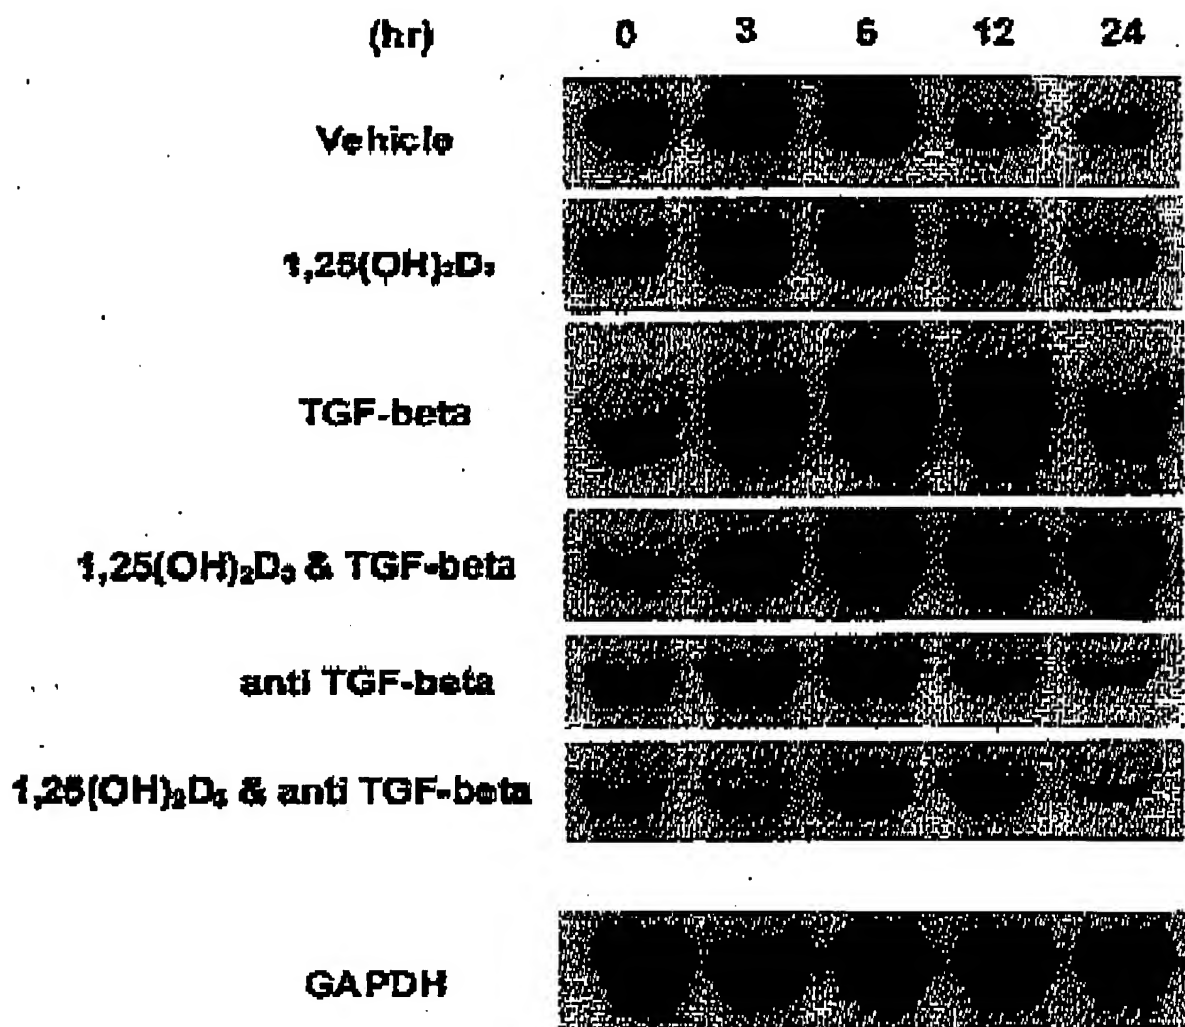 (hr) 0 3 6 12 24
Vehicle
1,25(OH)₂D₃
TGF-beta
1,25(OH)₂D₃ & TGF-beta
anti TGF-beta
1,25(OH)₂D₃ & anti TGF-beta
GAPDH